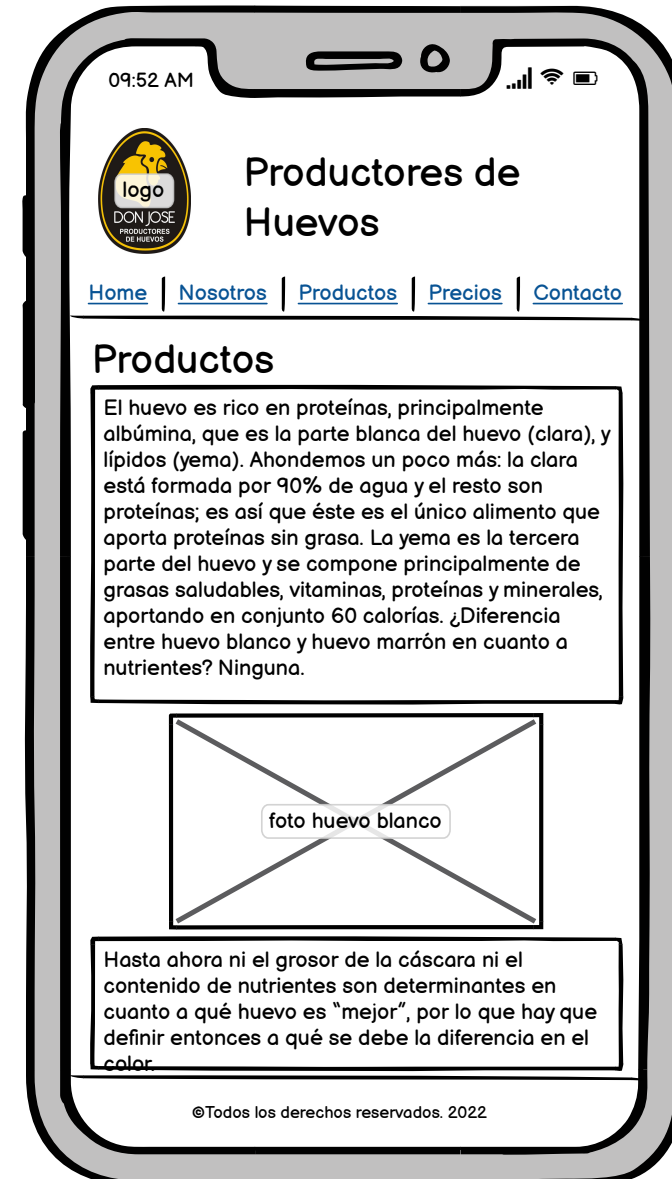 09:52 AM
logo
DON JOSE
PRODUCTORES
DE HUEVOS
Productores de
Huevos
Home | Nosotros | Productos | Precios | Contacto
Productos
El huevo es rico en proteínas, principalmente
albúmina, que es la parte blanca del huevo (clara), y
lípidos (yema). Ahondemos un poco más: la clara
está formada por 90% de agua y el resto son
proteínas; es así que éste es el único alimento que
aporta proteínas sin grasa. La yema es la tercera
parte del huevo y se compone principalmente de
grasas saludables, vitaminas, proteínas y minerales,
aportando en conjunto 60 calorías. ¿Diferencia
entre huevo blanco y huevo marrón en cuanto a
nutrientes? Ninguna.
foto huevo blanco
Hasta ahora ni el grosor de la cáscara ni el
contenido de nutrientes son determinantes en
cuanto a qué huevo es “mejor”, por lo que hay que
definir entonces a qué se debe la diferencia en el
color.
©Todos los derechos reservados. 2022